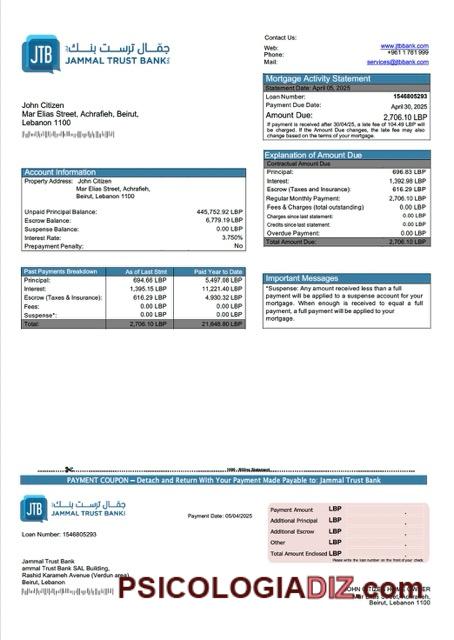 JTB
جمّال ترست بنك
JAMMAL TRUST BANK
Contact Us:
Web: www.jtbbank.com
Phone: +961 1 781 999
Mail: services@jtbbank.com
Mortgage Activity Statement
Statement Date: April 05, 2025
Loan Number: 1546805293
Payment Due Date: April 30, 2025
Amount Due: 2,706.10 LBP
If payment is received after 30/04/25, a late fee of 104.49 LBP will
be charged. If the Amount Due changes, the late fee may also
change based on the terms of your mortgage.
John Citizen
Mar Elias Street, Achrafieh, Beirut,
Lebanon 1100
Explanation of Amount Due
Contractual Amount Due
Principal: 696.83 LBP
Interest: 1,392.98 LBP
Escrow (Taxes and Insurance): 616.29 LBP
Regular Monthly Payment: 2,706.10 LBP
Fees & Charges (total outstanding) 0.00 LBP
Charges since last statement: 0.00 LBP
Credits since last statement: 0.00 LBP
Overdue Payment: 0.00 LBP
Total Amount Due: 2,706.10 LBP
Account Information
Property Address: John Citizen
Mar Elias Street, Achrafieh,
Beirut, Lebanon 1100
Unpaid Principal Balance: 445,752.92 LBP
Escrow Balance: 6,779.19 LBP
Suspense Balance: 0.00 LBP
Interest Rate: 3.750%
Prepayment Penalty: No
Past Payments Breakdown As of Last Stmt Paid Year to Date
Principal: 694.66 LBP 5,497.08 LBP
Interest: 1,395.15 LBP 11,221.40 LBP
Escrow (Taxes & Insurance): 616.29 LBP 4,930.32 LBP
Fees: 0.00 LBP 0.00 LBP
Suspense*: 0.00 LBP 0.00 LBP
Total: 2,706.10 LBP 21,648.80 LBP
Important Messages
*Suspense: Any amount received less than a full
payment will be applied to a suspense account for your
mortgage. When enough is received to equal a full
payment, a full payment will be applied to your
mortgage.
PAYMENT COUPON – Detach and Return With Your Payment Made Payable to: Jammal Trust Bank
JTB
جمّال ترست بنك
JAMMAL TRUST BANK
Payment Date: 05/04/2025
Loan Number: 1546805293
Payment Amount LBP .
Additional Principal LBP .
Additional Escrow LBP .
Other LBP .
Total Amount Enclosed LBP .
Please write the loan number on the front of your check.
Jammal Trust Bank
ammal Trust Bank SAL Building,
Rashid Karameh Avenue (Verdun area),
Beirut, Lebanon
JOHN CITIZEN HOME OWNER
Mar Elias Street, Achrafieh,
Beirut, Lebanon 1100
PSICOLOGIADIZ.com